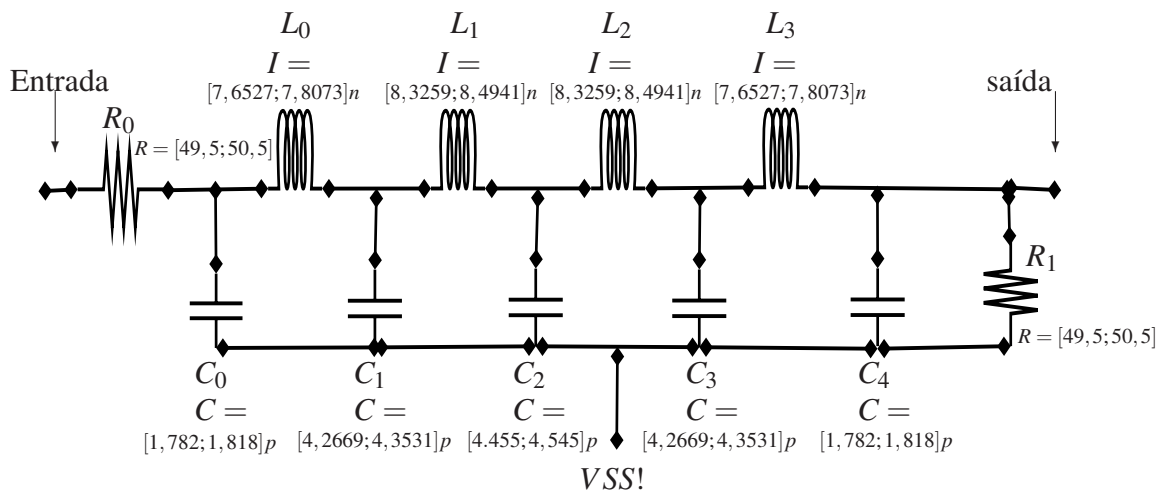 L0 L1 L2 L3
I = I = I = I =
Entrada [7,6527;7,8073]n [8,3259;8,4941]n [8,3259;8,4941]n [7,6527;7,8073]n saída
R0
R = [49,5;50,5]
R1
R = [49,5;50,5]
C0 C1 C2 C3 C4
C = C = C = C = C =
[1,782;1,818]p [4,2669;4,3531]p [4.455;4,545]p [4,2669;4,3531]p [1,782;1,818]p
VSS!